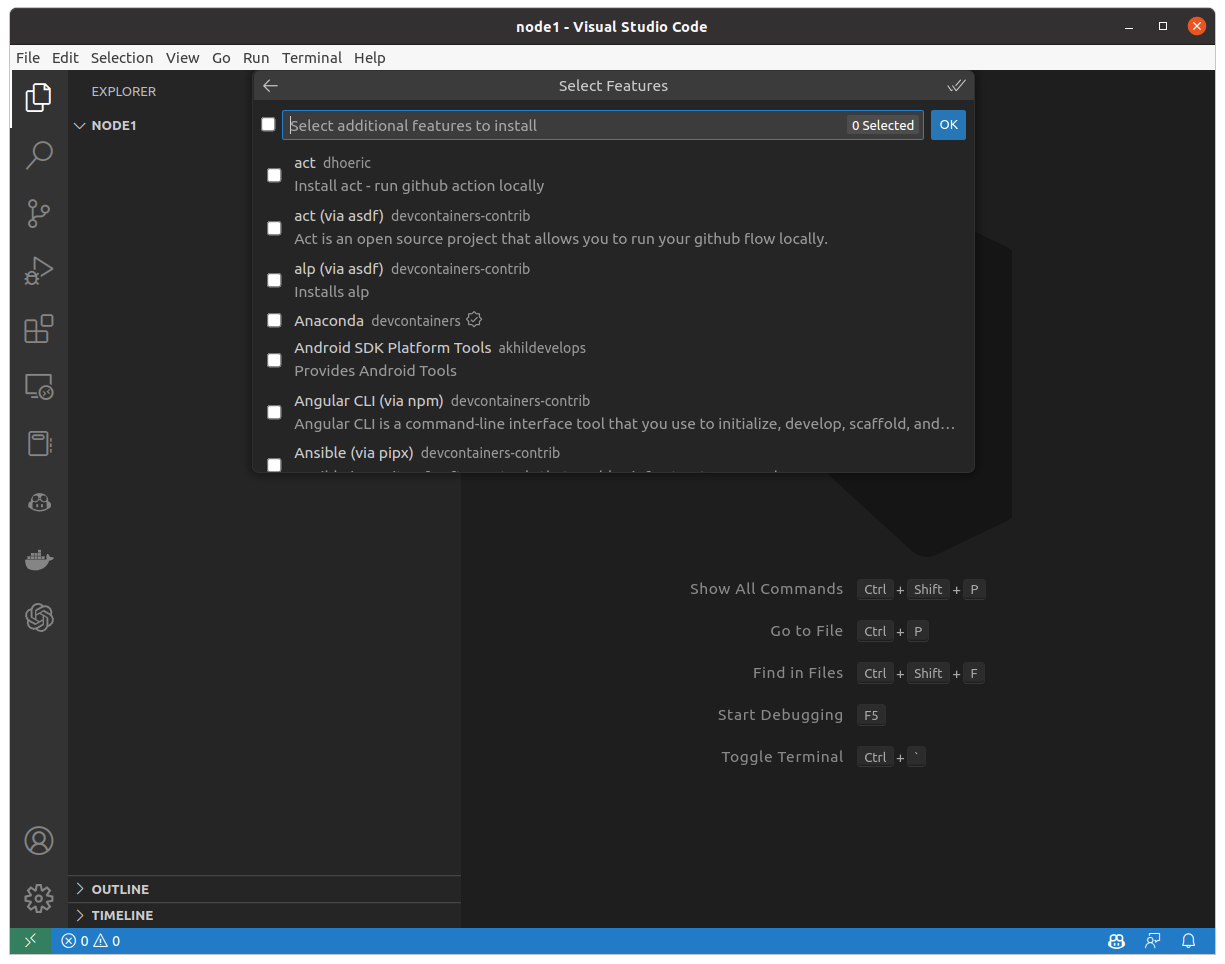 node1 - Visual Studio Code
File Edit Selection View Go Run Terminal Help
EXPLORER
NODE1
Select Features
Select additional features to install
0 Selected
OK
act dhoeric
Install act - run github action locally
act (via asdf) devcontainers-contrib
Act is an open source project that allows you to run your github flow locally.
alp (via asdf) devcontainers-contrib
Installs alp
Anaconda devcontainers
Android SDK Platform Tools akhildevelops
Provides Android Tools
Angular CLI (via npm) devcontainers-contrib
Angular CLI is a command-line interface tool that you use to initialize, develop, scaffold, and…
Ansible (via pipx) devcontainers-contrib
Show All Commands Ctrl + Shift + P
Go to File Ctrl + P
Find in Files Ctrl + Shift + F
Start Debugging F5
Toggle Terminal Ctrl + `
OUTLINE
TIMELINE
0 0